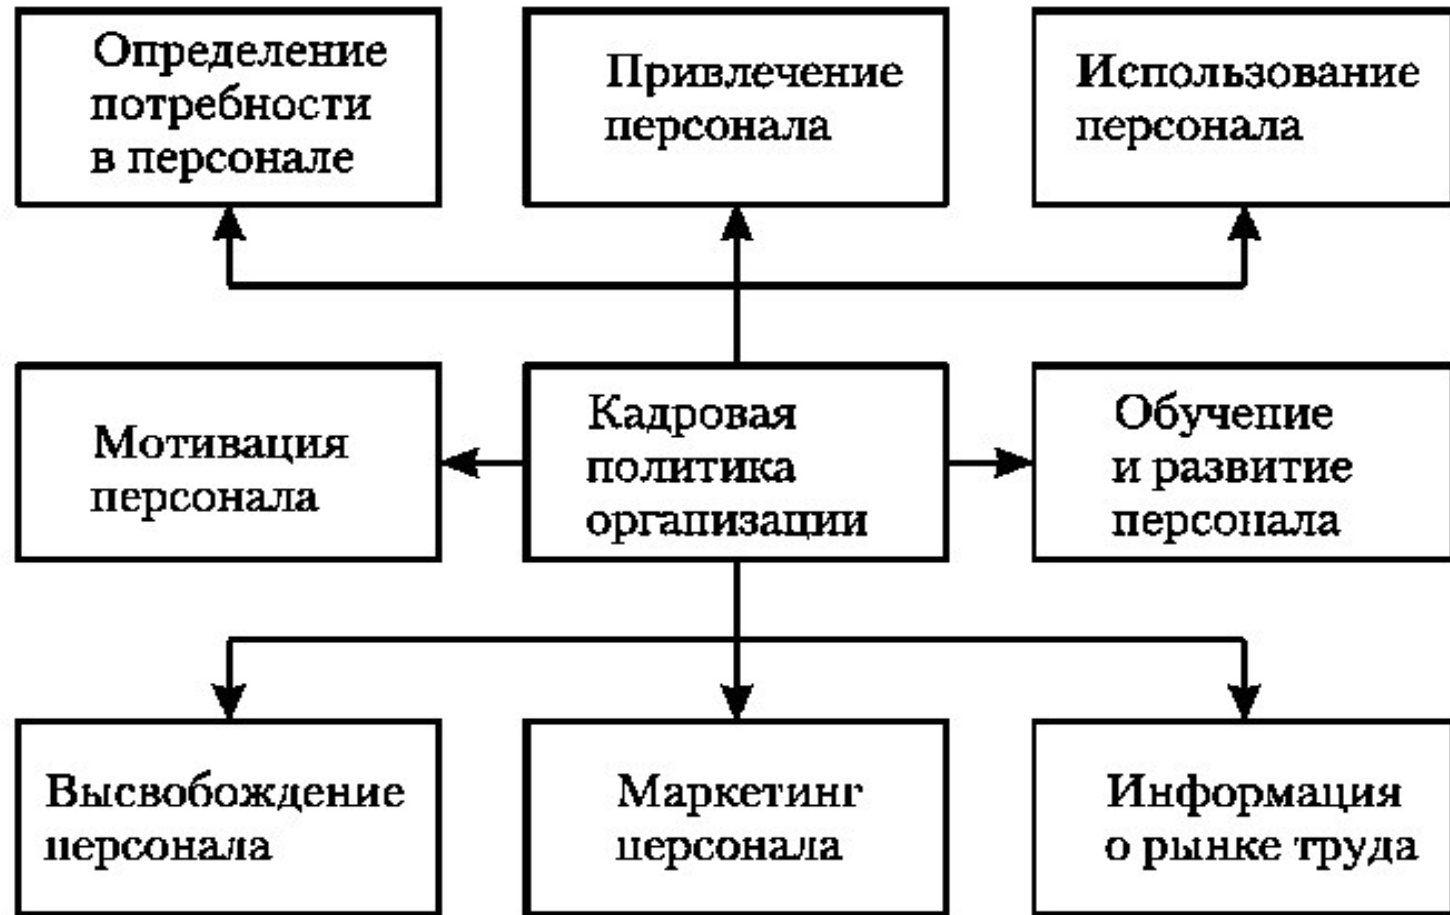 Определение
потребности
в персонале
Привлечение
персонала
Использование
персонала
Мотивация
персонала
Кадровая
политика
организации
Обучение
и развитие
персонала
Высвобождение
персонала
Маркетинг
персонала
Информация
о рынке труда